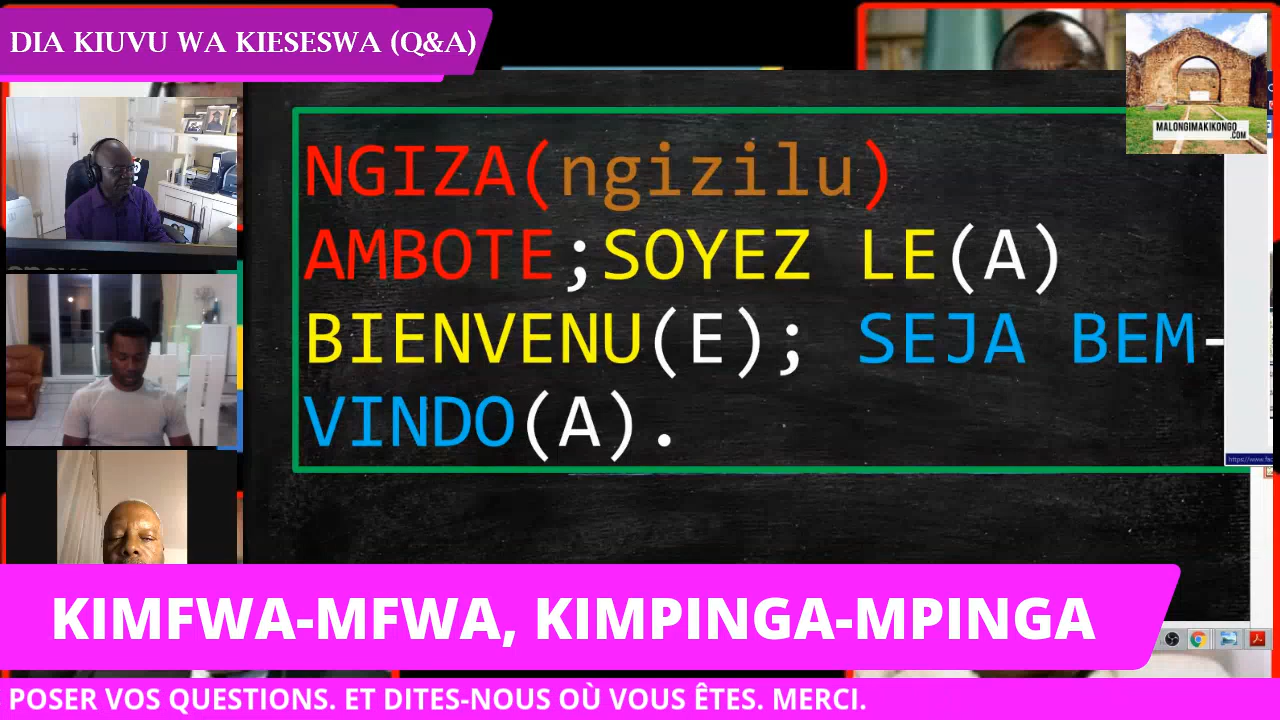 DIA KIUVU WA KIESESWA (Q&A)
MALONGIMAKIKONGO
.COM
NGIZA(ngizilu)
AMBOTE;SOYEZ LE(A)
BIENVENU(E); SEJA BEM-
VINDO(A).
KIMFWA-MFWA, KIMPINGA-MPINGA
POSER VOS QUESTIONS. ET DITES-NOUS OÙ VOUS ÊTES. MERCI.